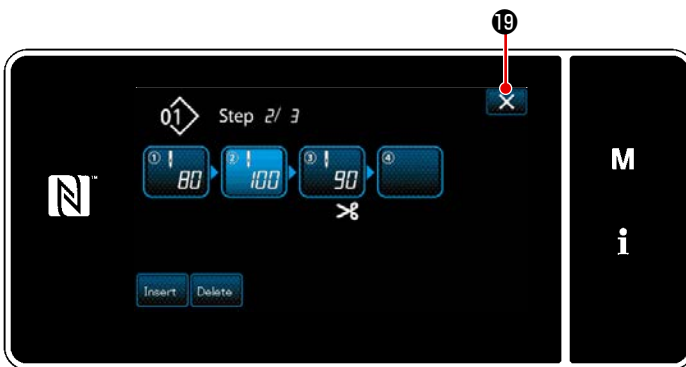 ⓳
01 Step 2/ 3
① 80 ② 100 ③ 90 ④
M
i
Insert Delete